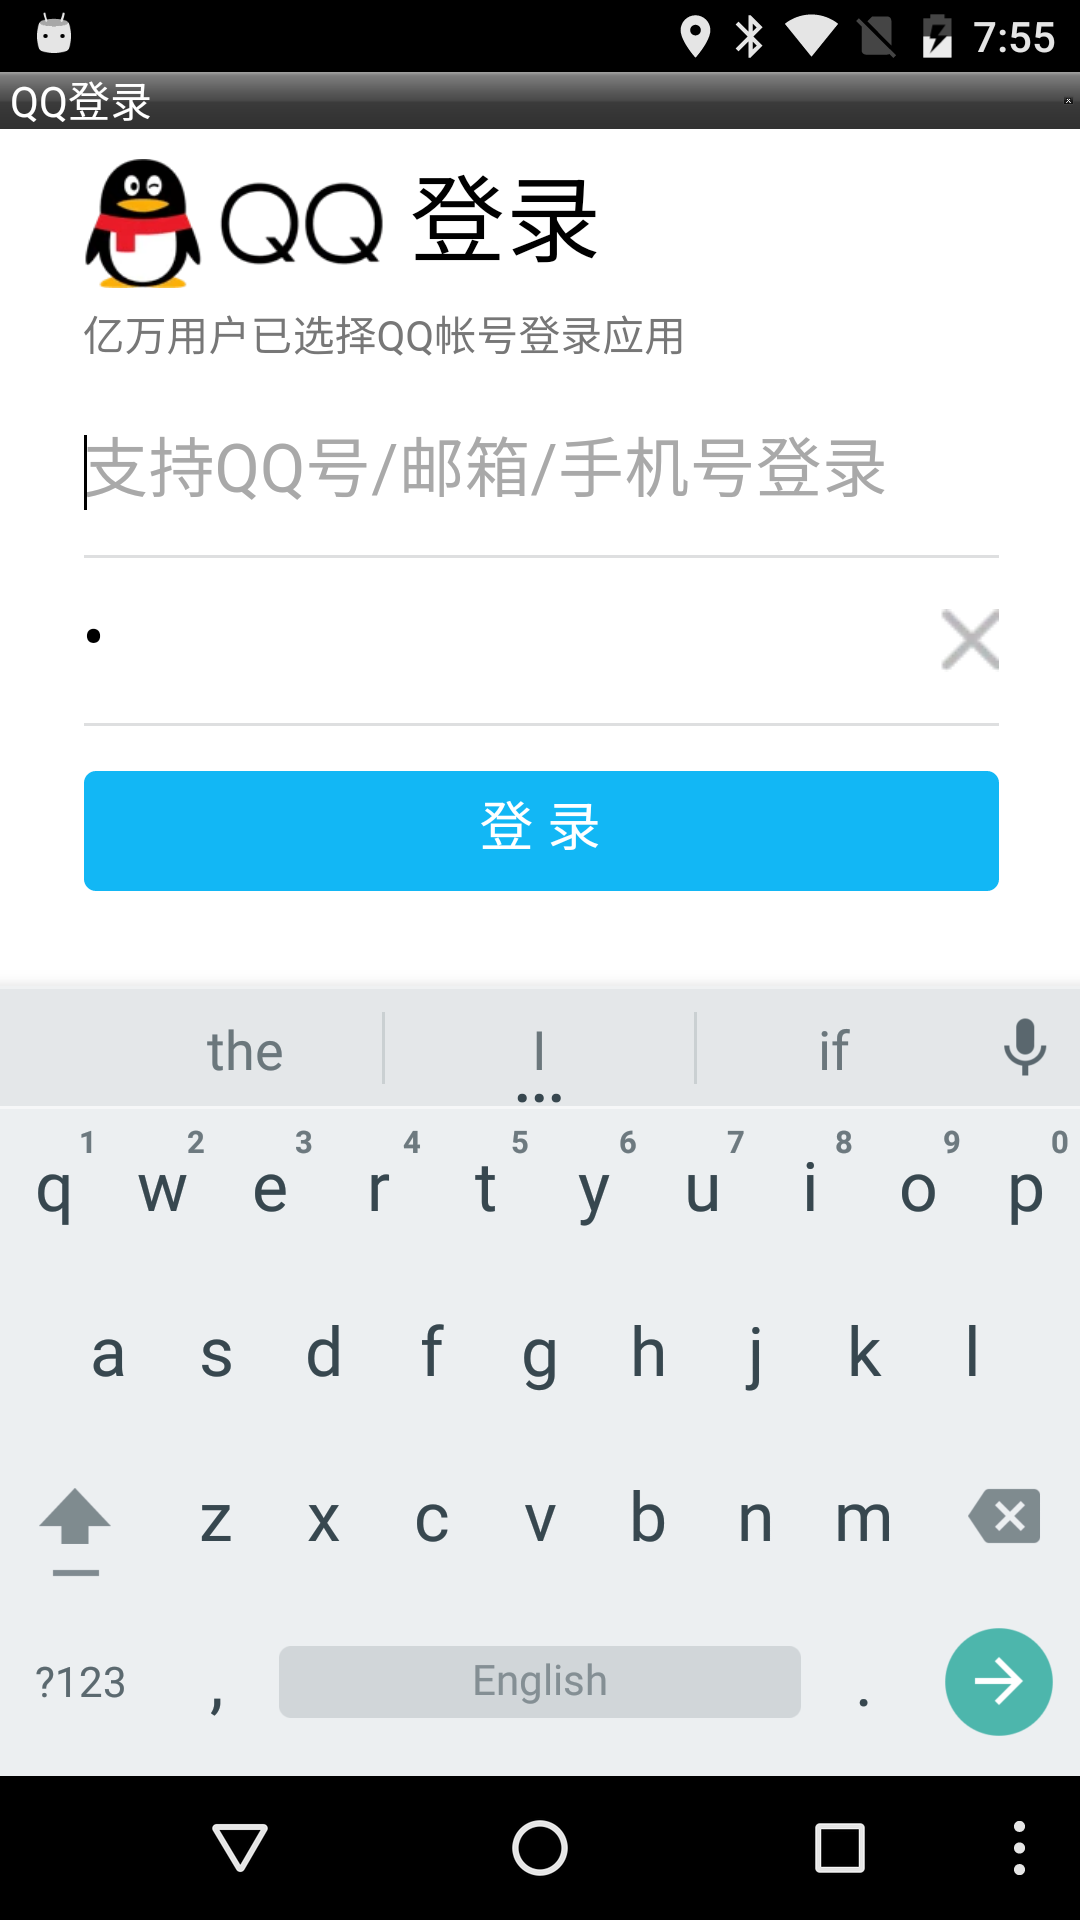 7:55
QQ登录
QQ 登录
亿万用户已选择QQ帐号登录应用
支持QQ号/邮箱/手机号登录
•
登 录
the I if
1 2 3 4 5 6 7 8 9 0
q w e r t y u i o p
a s d f g h j k l
z x c v b n m
?123 , English .